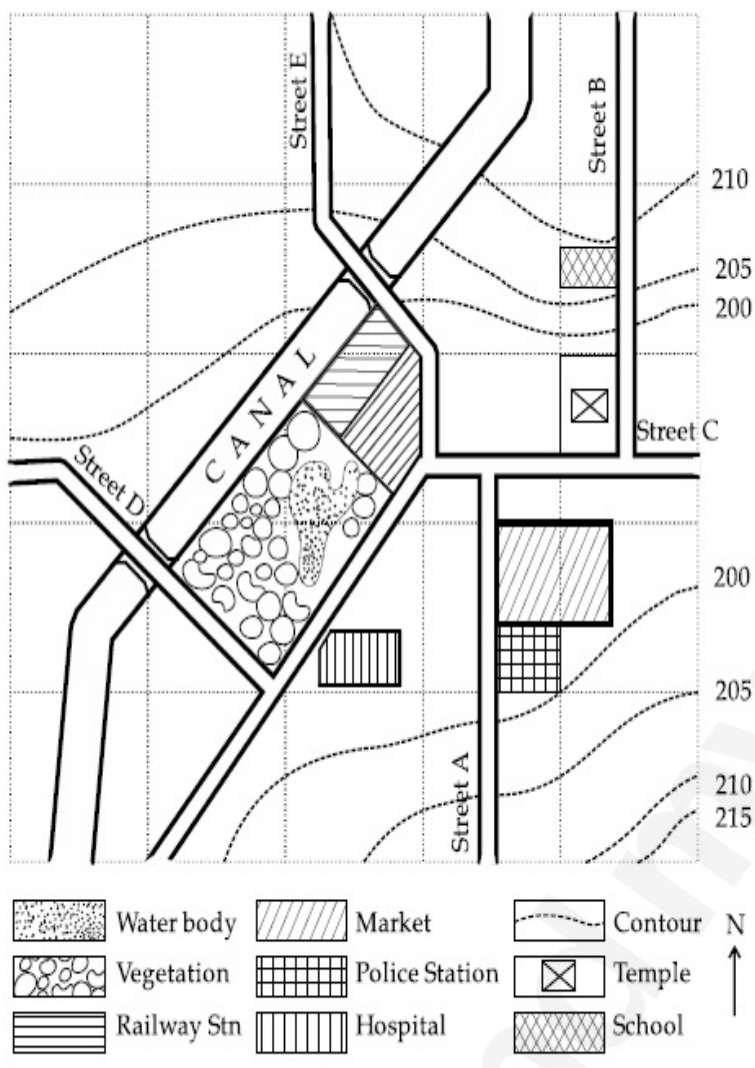 Street E
Street B
210
205
200
CANAL
Street C
Street D
200
205
Street A
210
215
Water body
Market
Contour
N
Vegetation
Police Station
Temple
Railway Stn
Hospital
School